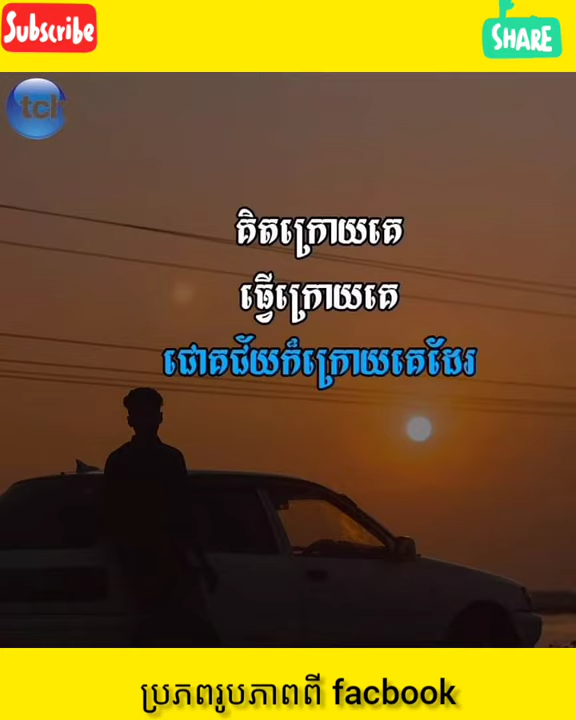 Subscribe
SHARE
tch
គិតក្រោយគេ
ធ្វើក្រោយគេ
ជោគជ័យក៏ក្រោយគេដែរ
ប្រភពរូបភាពពី facbook